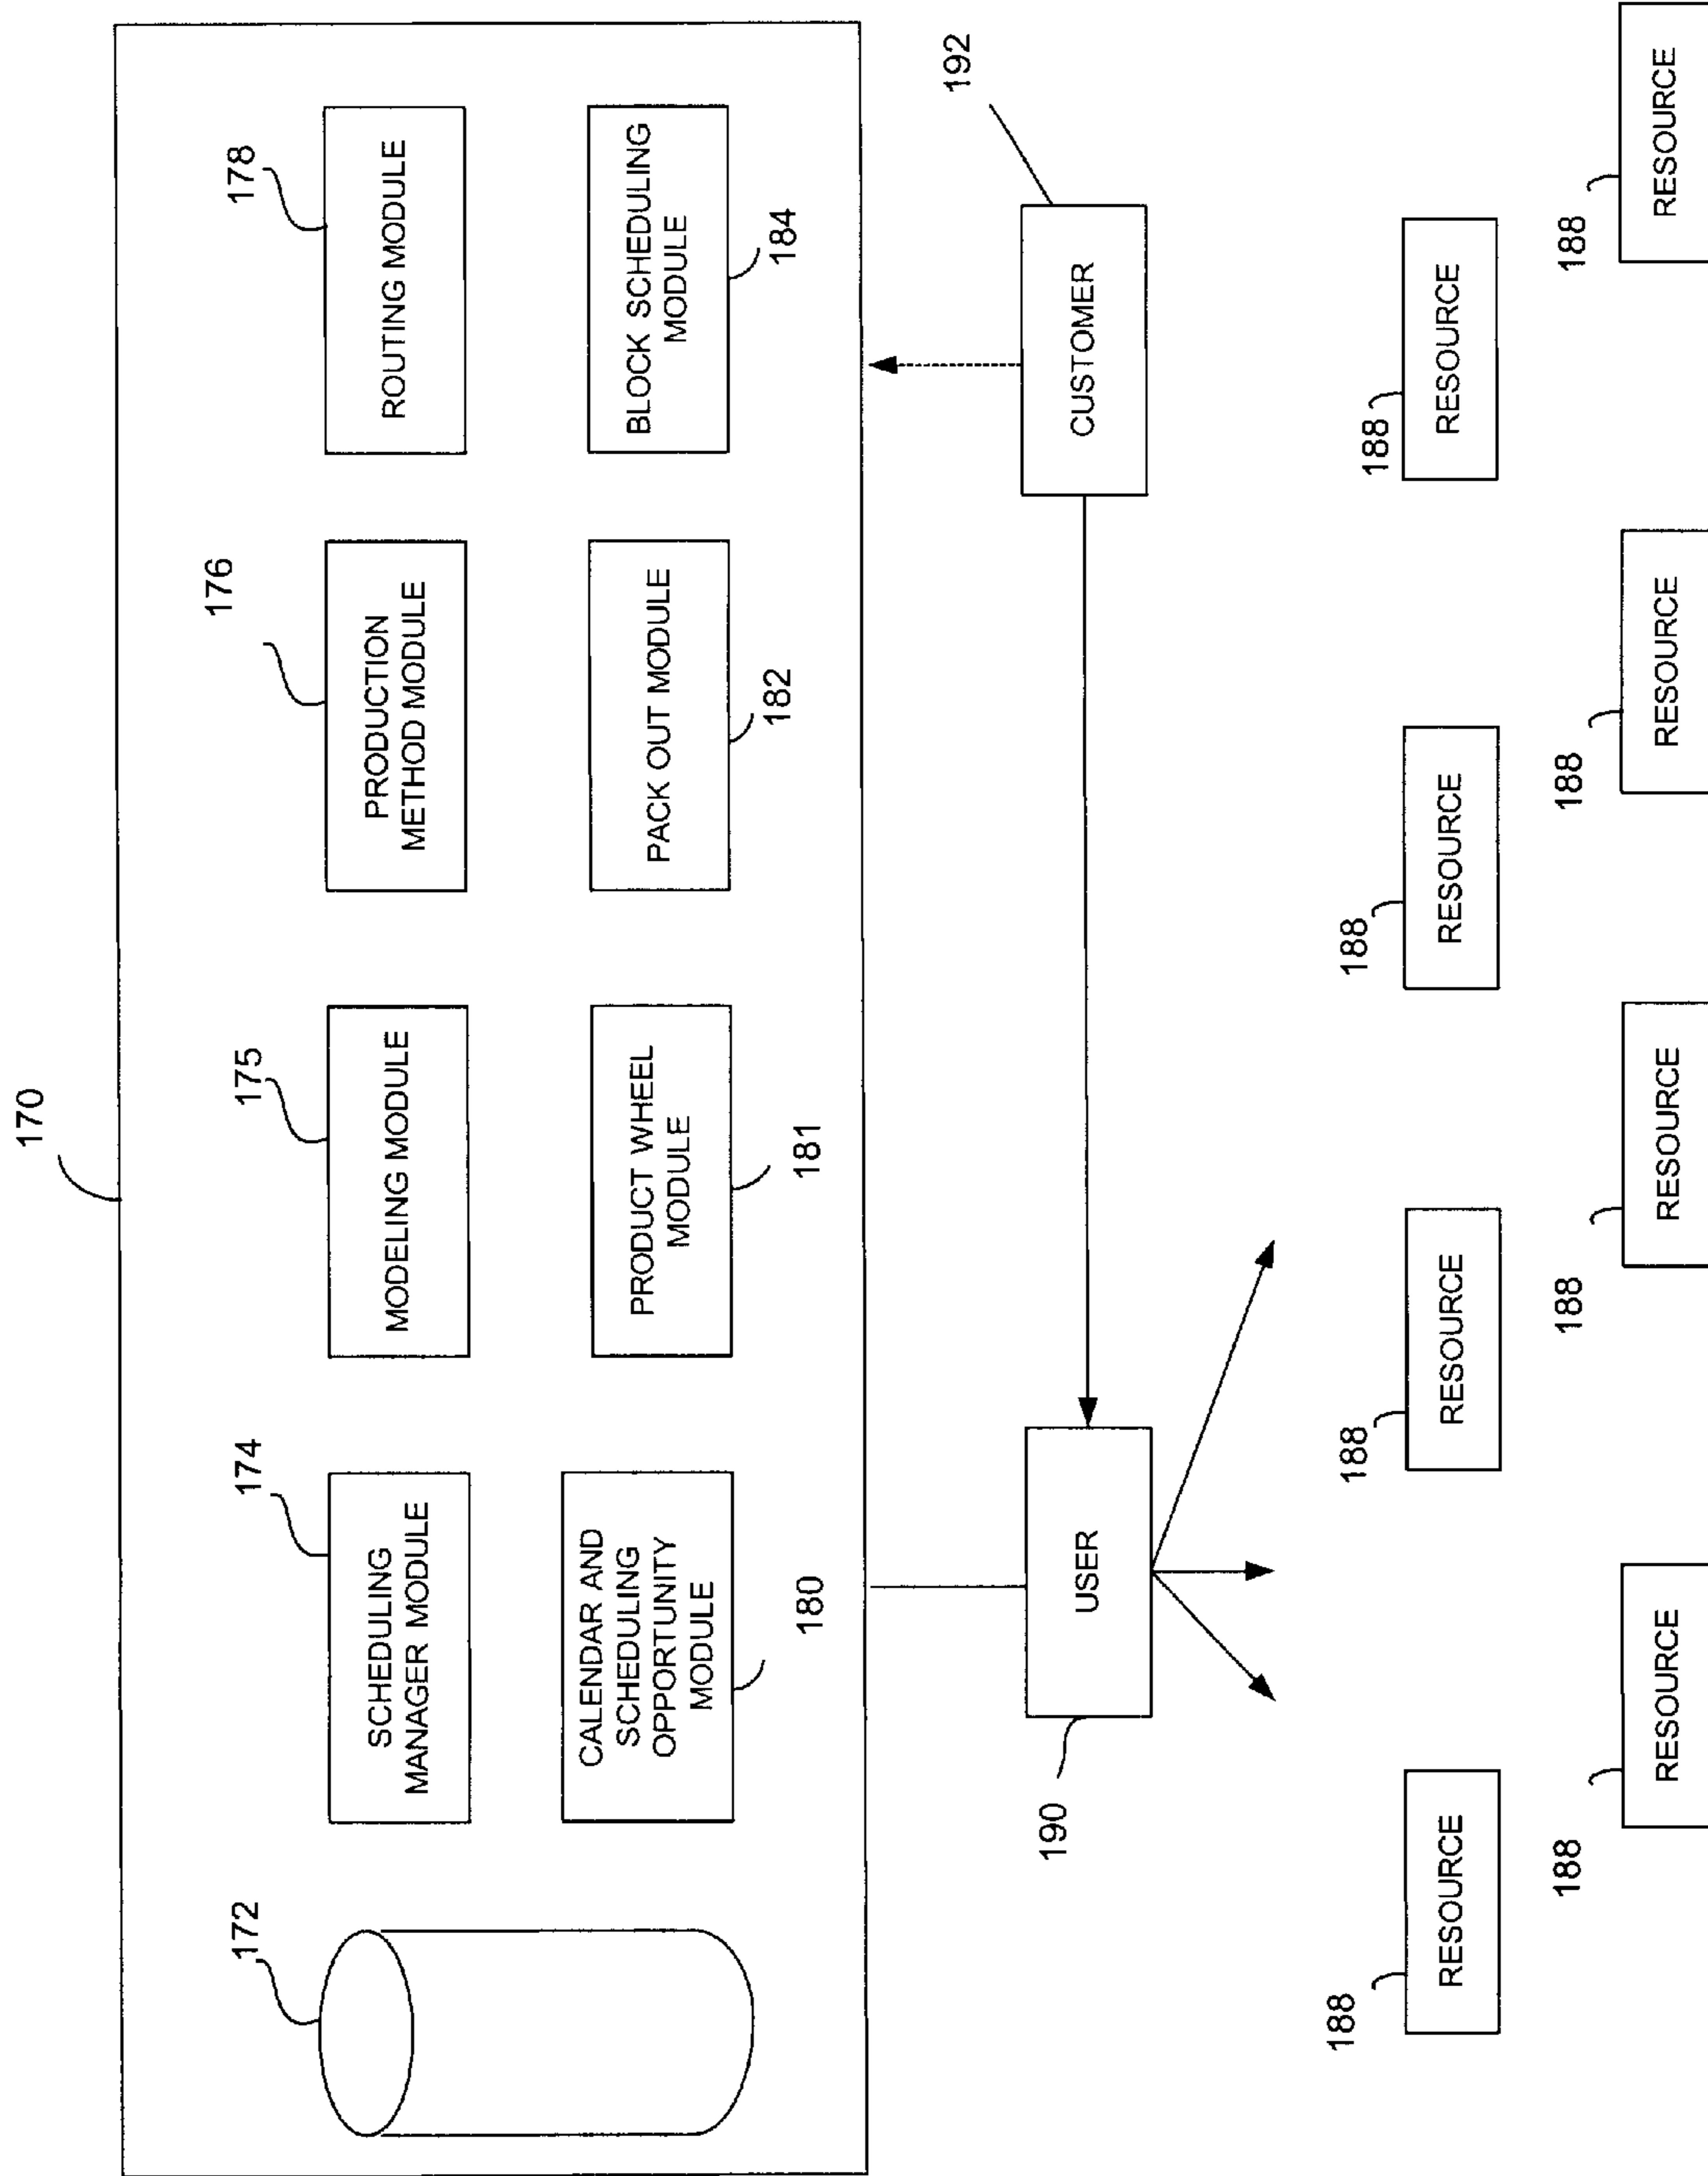 170
172
174
175
176
178
SCHEDULING
MANAGER MODULE
MODELING MODULE
PRODUCTION
METHOD MODULE
ROUTING MODULE
CALENDAR AND
SCHEDULING
OPPORTUNITY
MODULE
PRODUCT WHEEL
MODULE
PACK OUT MODULE
BLOCK SCHEDULING
MODULE
180
181
182
184
192
USER
CUSTOMER
190
188
188
188
188
RESOURCE
RESOURCE
RESOURCE
RESOURCE
188
188
188
188
RESOURCE
RESOURCE
RESOURCE
RESOURCE